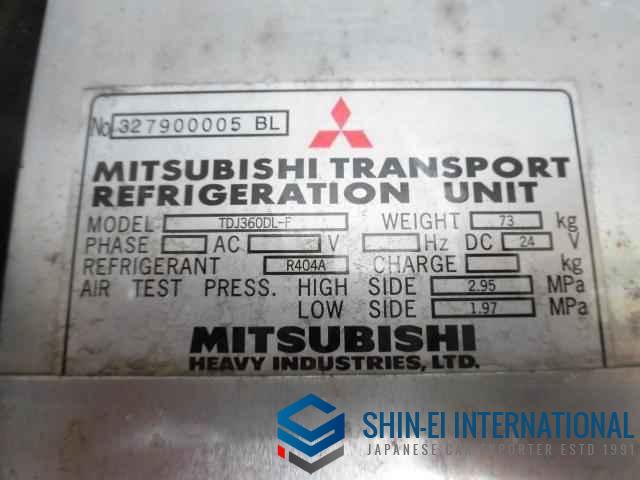 No 327900005 BL
MITSUBISHI TRANSPORT
REFRIGERATION UNIT
MODEL TDJ360DL-F WEIGHT 73 kg
PHASE AC V Hz DC 24 V
REFRIGERANT R404A CHARGE kg
AIR TEST PRESS. HIGH SIDE 2.95 MPa
LOW SIDE 1.97 MPa
MITSUBISHI
HEAVY INDUSTRIES, LTD.
SHIN-EI INTERNATIONAL
JAPANESE CAR EXPORTER ESTD 1991